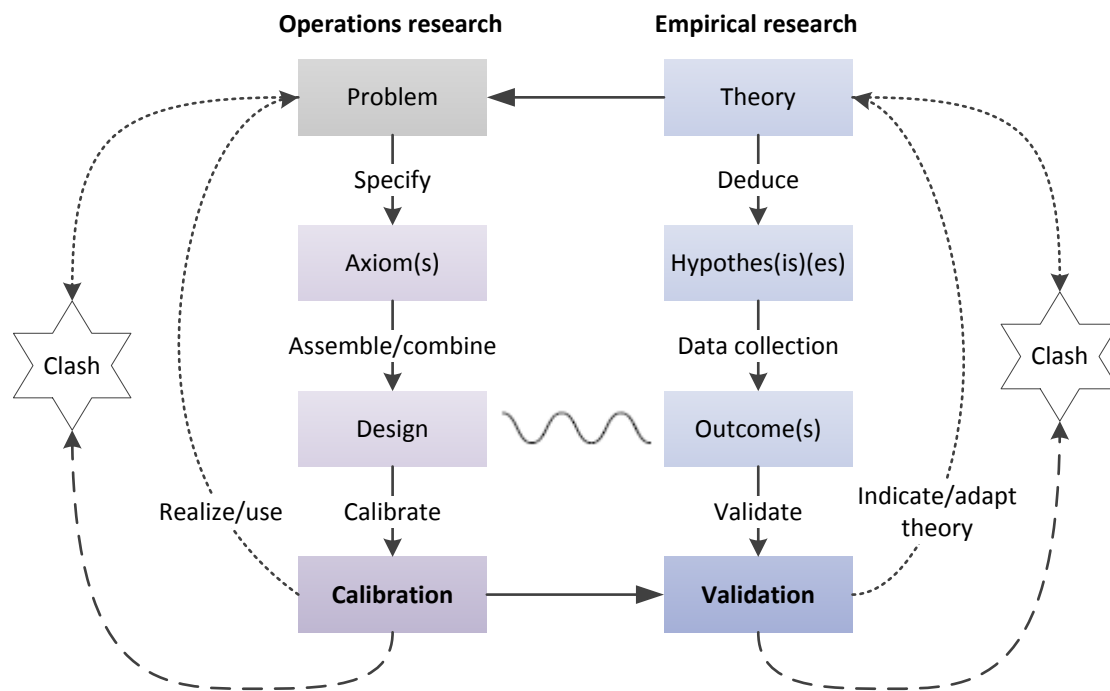 Operations research
Empirical research
Problem
Theory
Specify
Deduce
Axiom(s)
Hypothes(is)(es)
Assemble/combine
Data collection
Clash
Clash
Design
Outcome(s)
Realize/use
Calibrate
Validate
Indicate/adapt
theory
Calibration
Validation